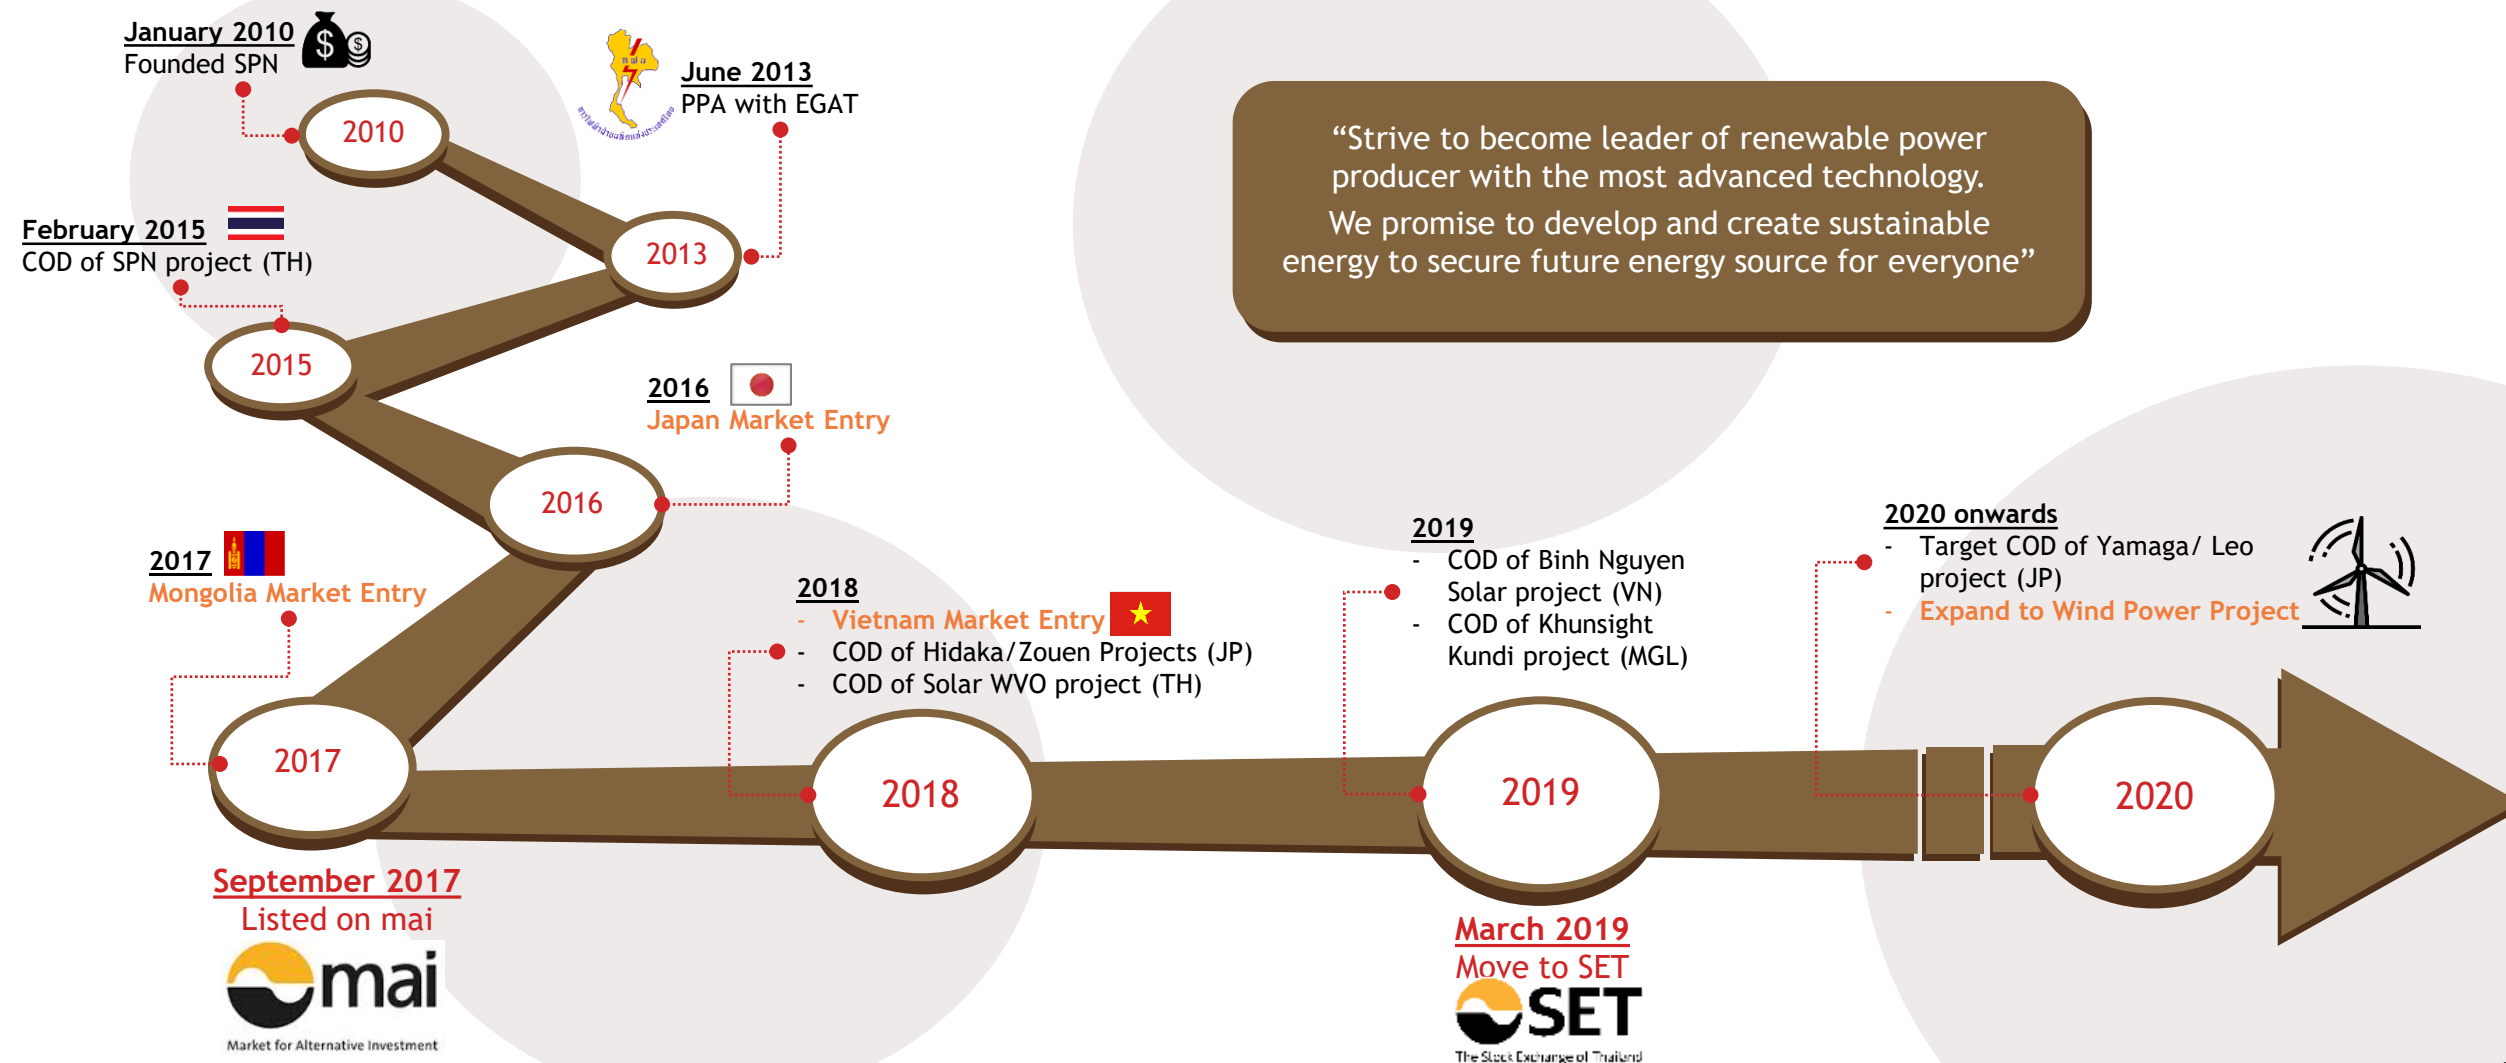 January 2010
Founded SPN
2010
June 2013
PPA with EGAT
2013
February 2015
COD of SPN project (TH)
2015
2016
Japan Market Entry
2016
2017
Mongolia Market Entry
2017
September 2017
Listed on mai
mai
Market for Alternative Investment
2018
- Vietnam Market Entry
- COD of Hidaka/Zouen Projects (JP)
- COD of Solar WVO project (TH)
2018
2019
- COD of Binh Nguyen
Solar project (VN)
- COD of Khunsight
Kundi project (MGL)
2019
March 2019
Move to SET
SET
The Stock Exchange of Thailand
2020 onwards
- Target COD of Yamaga/ Leo
project (JP)
- Expand to Wind Power Project
2020
“Strive to become leader of renewable power
producer with the most advanced technology.
We promise to develop and create sustainable
energy to secure future energy source for everyone”